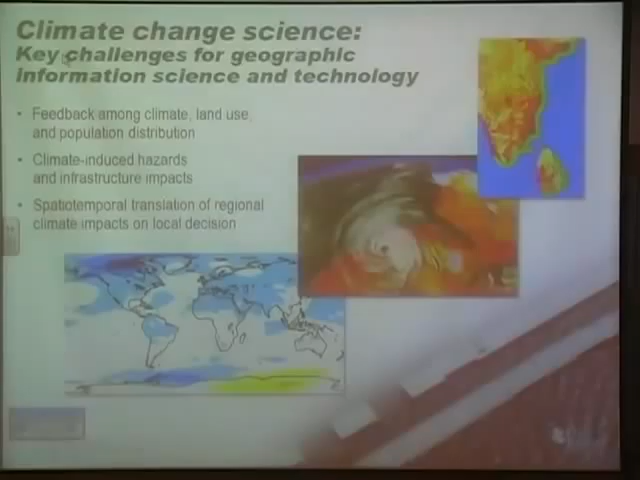 Climate change science:
Key challenges for geographic
information science and technology
• Feedback among climate, land use,
and population distribution
• Climate-induced hazards
and infrastructure impacts
• Spatiotemporal translation of regional
climate impacts on local decision